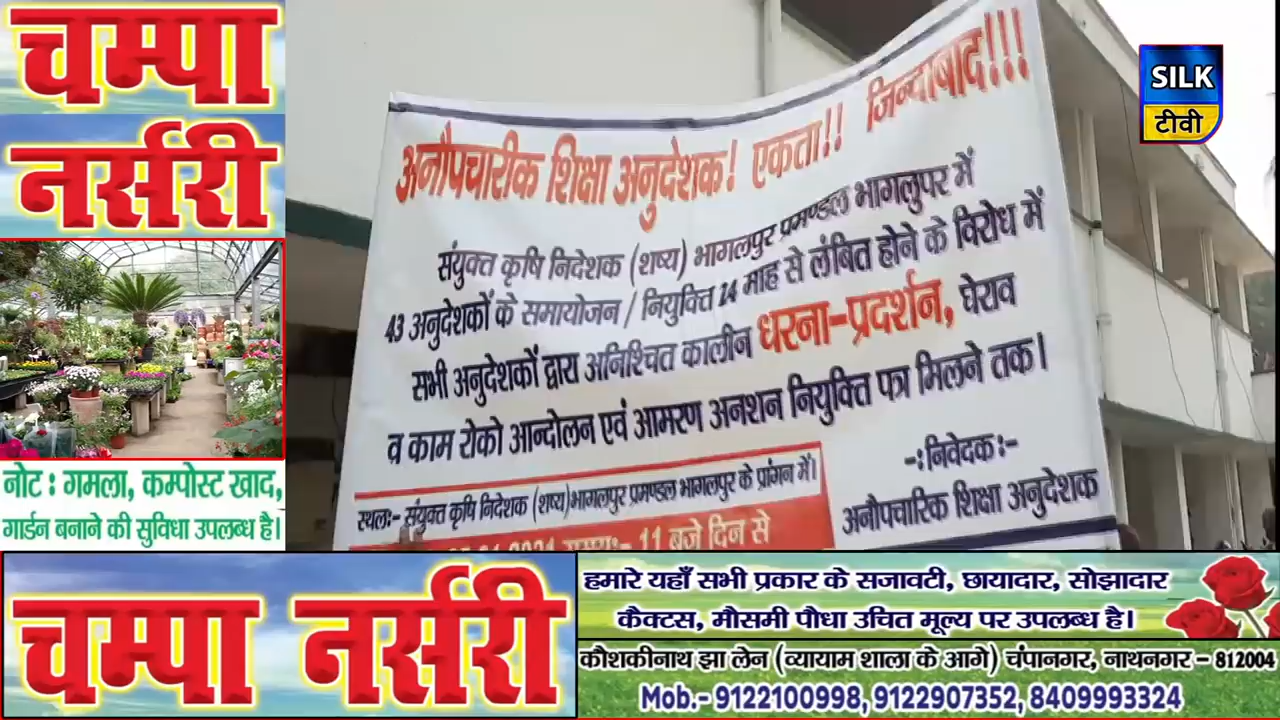 चम्पा
नर्सरी
नोट : गमला, कम्पोस्ट खाद,
गार्डन बनाने की सुविधा उपलब्ध है।
SILK
टीवी
अनौपचारीक शिक्षा अनुदेशक! एकता!! जिन्दाबाद!!!
संयुक्त कृषि निदेशक (शष्य) भागलपुर प्रमण्डल भागलुपर में
43 अनुदेशकों के समायोजन / नियुक्ति 14 माह से लंबित होने के विरोध में
सभी अनुदेशकों द्वारा अनिश्चित कालीन धरना-प्रदर्शन, घेराव
व काम रोको आन्दोलन एवं आमरण अनशन नियुक्ति पत्रा मिलने तक।
-:निवेदक:-
अनौपचारिक शिक्षा अनुदेशक
स्थल:- संयुक्त कृषि निदेशक (शष्य)भागलपुर प्रमण्डल भागलपुर के प्रांगन में।
11 बजे दिन से
चम्पा नर्सरी
हमारे यहाँ सभी प्रकार के सजावटी, छायादार, सोझादार
कैक्टस, मौसमी पौधा उचित मूल्य पर उपलब्ध है।
कौशकीनाथ झा लेन (व्यायाम शाला के आगे) चंपानगर, नाथनगर – 812004
Mob.- 9122100998, 9122907352, 8409993324